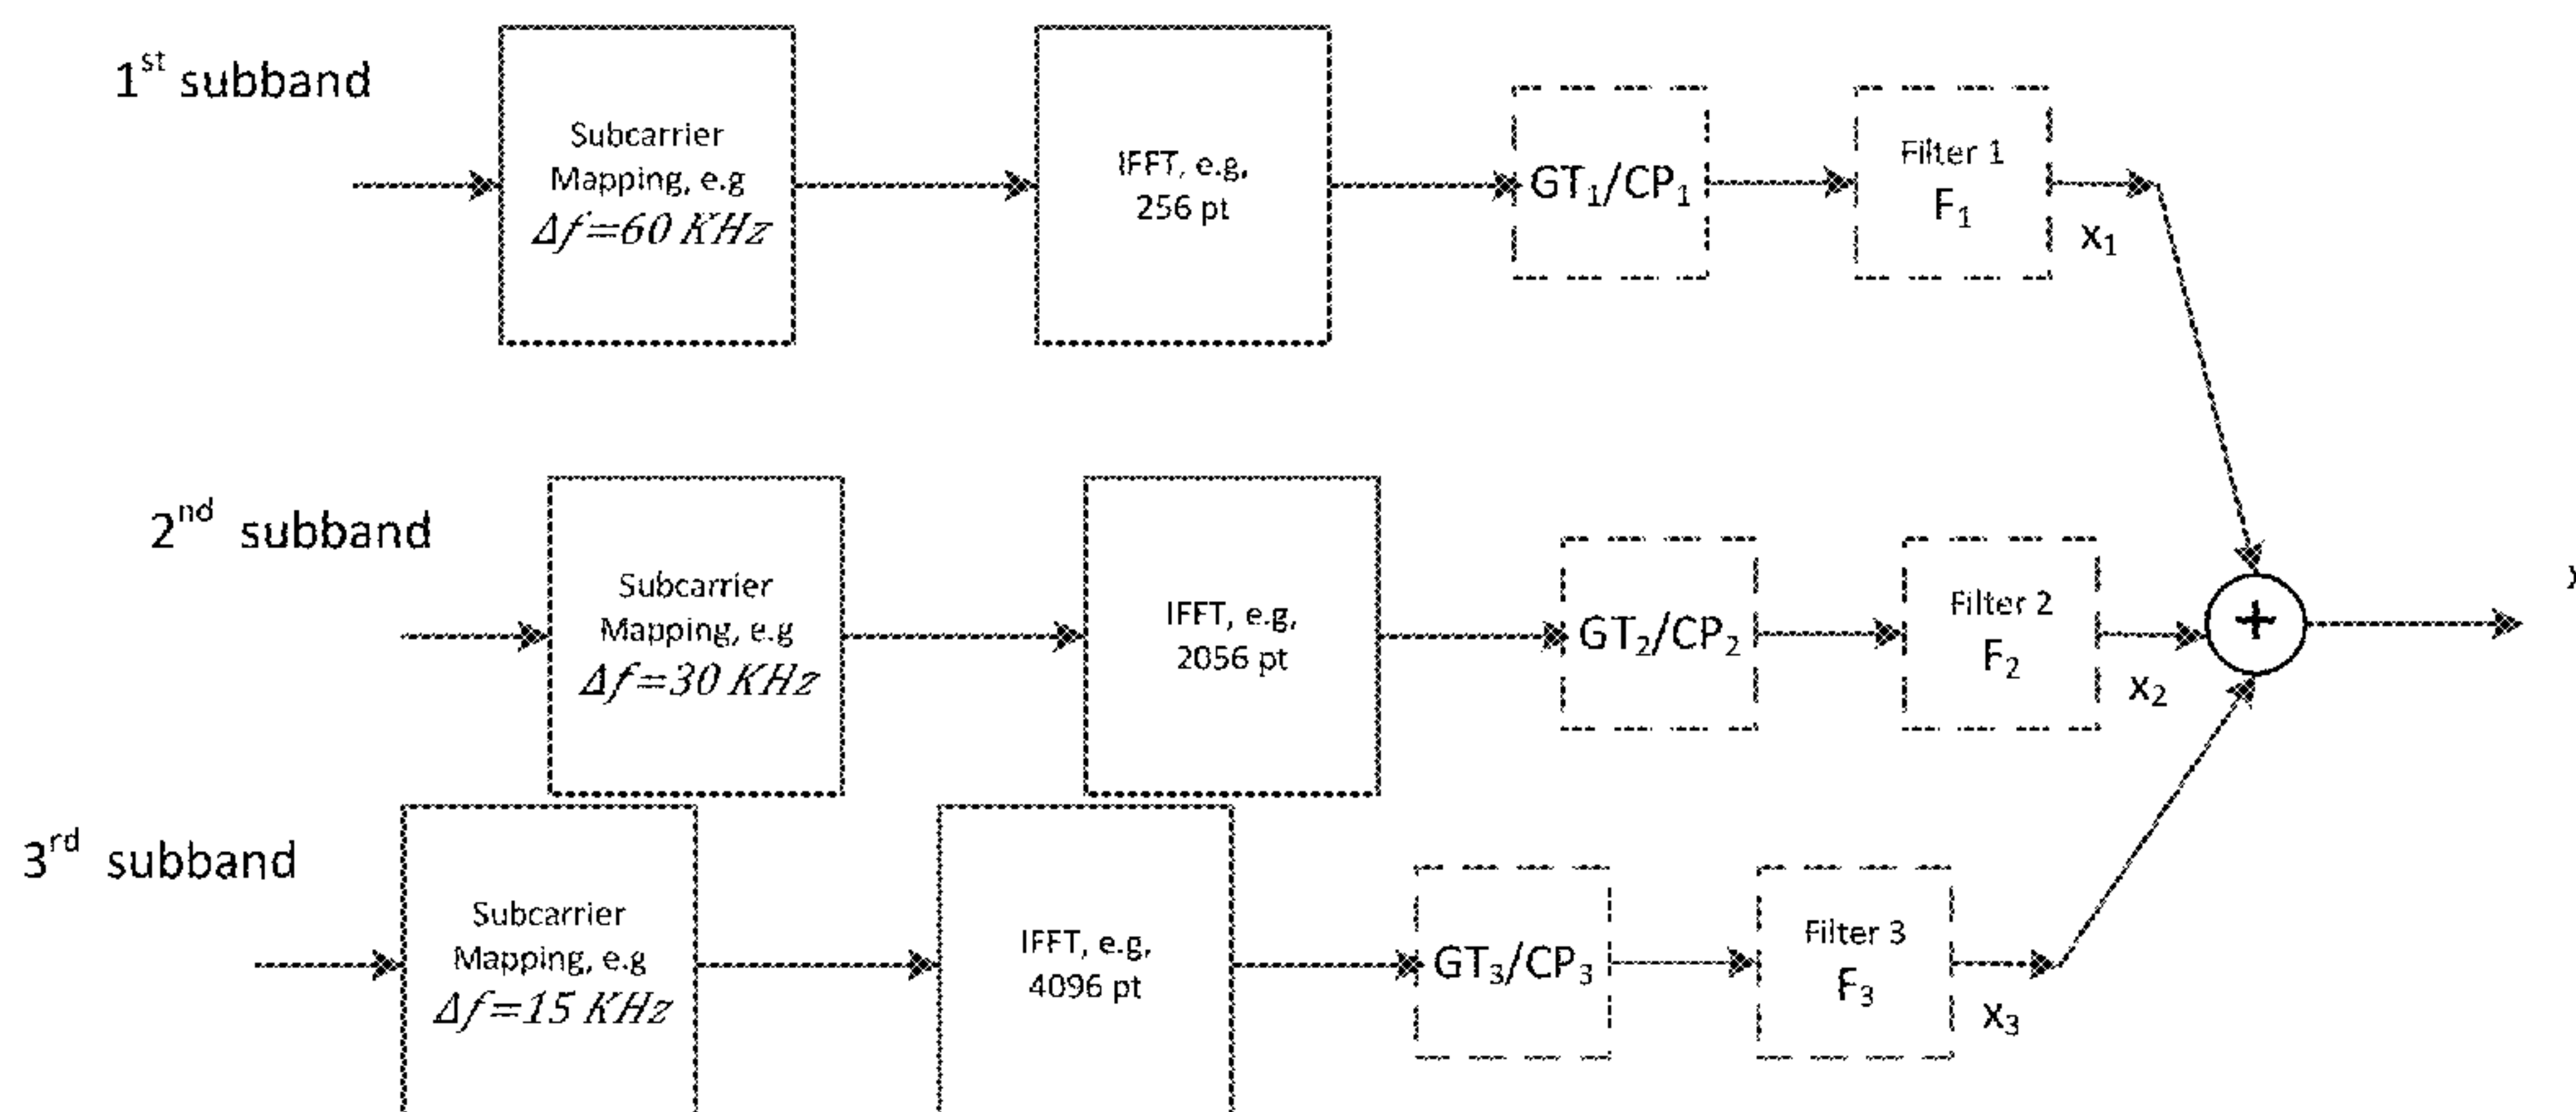 1st subband
Subcarrier
Mapping, e.g
Δf=60 KHz
IFFT, e.g,
256 pt
GT1/CP1
Filter 1
F1
x1
2nd subband
Subcarrier
Mapping, e.g
Δf=30 KHz
IFFT, e.g,
2056 pt
GT2/CP2
Filter 2
F2
x2
+
3rd subband
Subcarrier
Mapping, e.g
Δf=15 KHz
IFFT, e.g,
4096 pt
GT3/CP3
Filter 3
F3
x3